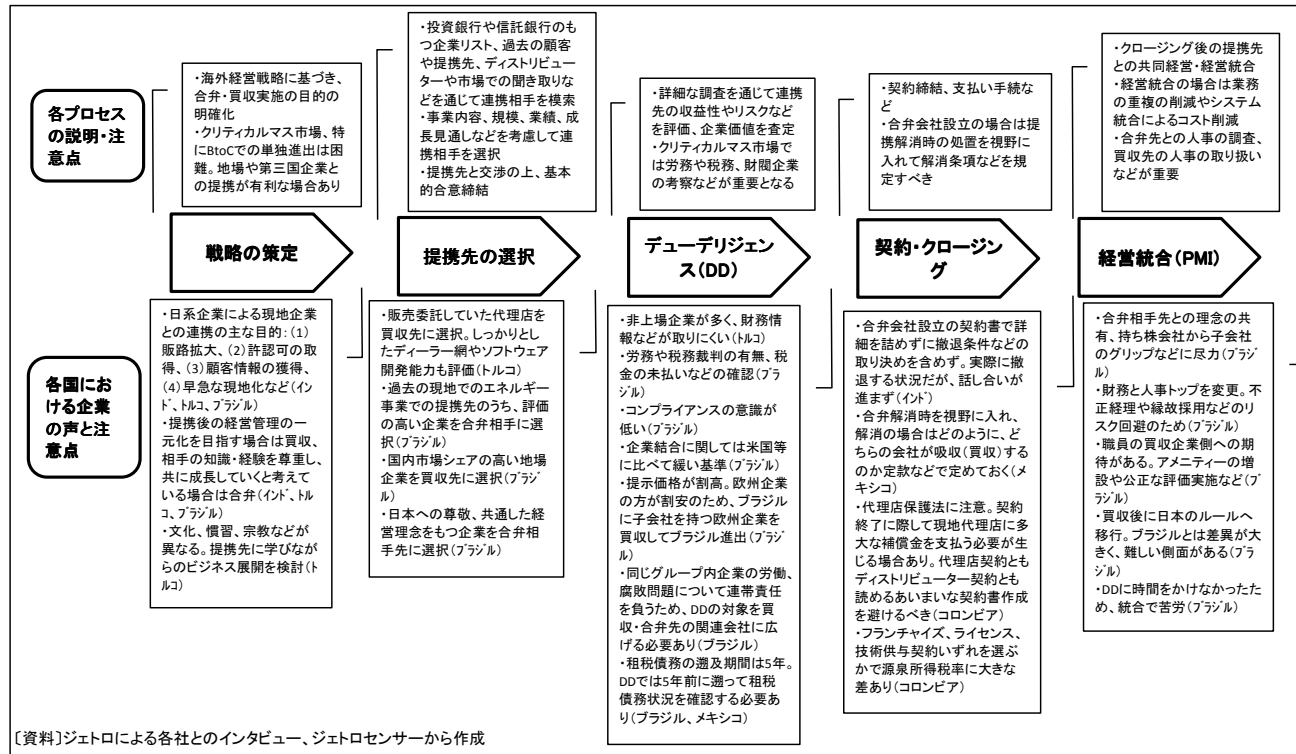 各プロセス
の説明・注
意点
・海外経営戦略に基づき、
合弁・買収実施の目的の
明確化
・クリティカルマス市場、特
にBtoCでの単独進出は困
難。地場や第三国企業と
の提携が有利な場合あり
・投資銀行や信託銀行のも
つ企業リスト、過去の顧客
や提携先、ディストリビュー
ターや市場での聞き取りな
どを通じて連携相手を模索
・事業内容、規模、業績、成
長見通しなどを考慮して連
携相手を選択
・提携先と交渉の上、基本
的合意締結
・詳細な調査を通じて連携
先の収益性やリスクなど
を評価、企業価値を査定
・クリティカルマス市場で
は労務や税務、財閥企業
の考察などが重要となる
・契約締結、支払い手続な
ど
・合弁会社設立の場合は提
携解消時の処置を視野に
入れて解消条項などを規
定すべき
・クロージング後の提携先
との共同経営・経営統合
・経営統合の場合は業務
の重複の削減やシステム
統合によるコスト削減
・合弁先との人事の調査、
買収先の人事の取り扱い
などが重要
戦略の策定
提携先の選択
デューデリジェン
ス(DD)
契約・クロージン
グ
経営統合(PMI)
各国にお
ける企業
の声と注
意点
・日系企業による現地企業
との連携の主な目的:(1)
販路拡大、(2)許認可の取
得、(3)顧客情報の獲得、
(4)早急な現地化など(イン
ド、トルコ、ブラジル)
・提携後の経営管理の一
元化を目指す場合は買収、
相手の知識・経験を尊重し、
共に成長していくと考えて
いる場合は合弁(インド、トル
コ、ブラジル)
・文化、慣習、宗教などが
異なる。提携先に学びなが
らのビジネス展開を検討(ト
ルコ)
・販売委託していた代理店を
買収先に選択。しっかりとし
たディーラー網やソフトウェア
開発能力も評価(トルコ)
・過去の現地でのエネルギー
事業での提携先のうち、評価
の高い企業を合弁相手に選
択(ブラジル)
・国内市場シェアの高い地場
企業を買収先に選択(ブラジ
ル)
・日本への尊敬、共通した経
営理念をもつ企業を合弁相
手先に選択(ブラジル)
・非上場企業が多く、財務情
報などが取りにくい(トルコ)
・労務や税務裁判の有無、税
金の未払いなどの確認(ブラ
ジル)
・コンプライアンスの意識が
低い(ブラジル)
・企業結合に関しては米国等
に比べて緩い基準(ブラジル)
・提示価格が割高。欧州企業
の方が割安のため、ブラジル
に子会社を持つ欧州企業を
買収してブラジル進出(ブラジ
ル)
・同じグループ内企業の労働、
腐敗問題について連帯責任
を負うため、DDの対象を買
収・合弁先の関連会社に広
げる必要あり(ブラジル)
・租税債務の遡及期間は5年。
DDでは5年前に遡って租税
債務状況を確認する必要あ
り(ブラジル、メキシコ)
・合弁会社設立の契約書で詳
細を詰めずに撤退条件などの
取り決めを含めず。実際に撤
退する状況だが、話し合いが
進まず(インド)
・合弁解消時を視野に入れ、
解消の場合はどのように、ど
ちらの会社が吸収(買収)する
のか定款などで定めておく(メ
キシコ)
・代理店保護法に注意。契約
終了に際して現地代理店に多
大な補償金を支払う必要が生
じる場合あり。代理店契約とも
ディストリビューター契約とも
読めるあいまいな契約書作成
を避けるべき(コロンビア)
・フランチャイズ、ライセンス、
技術供与契約いずれを選ぶ
かで源泉所得税率に大きな
差あり(コロンビア)
・合弁相手先との理念の共
有、持ち株会社から子会社
のグリップなどに尽力(ブラジ
ル)
・財務と人事トップを変更。不
正経理や縁故採用などのリ
スク回避のため(ブラジル)
・職員の買収企業側への期
待がある。アメニティーの増
設や公正な評価実施など(ブ
ラジル)
・買収後に日本のルールへ
移行。ブラジルとは差異が大
きく、難しい側面がある(ブラ
ジル)
・DDに時間をかけなかったた
め、統合で苦労(ブラジル)
〔資料〕ジェトロによる各社とのインタビュー、ジェトロセンサーから作成